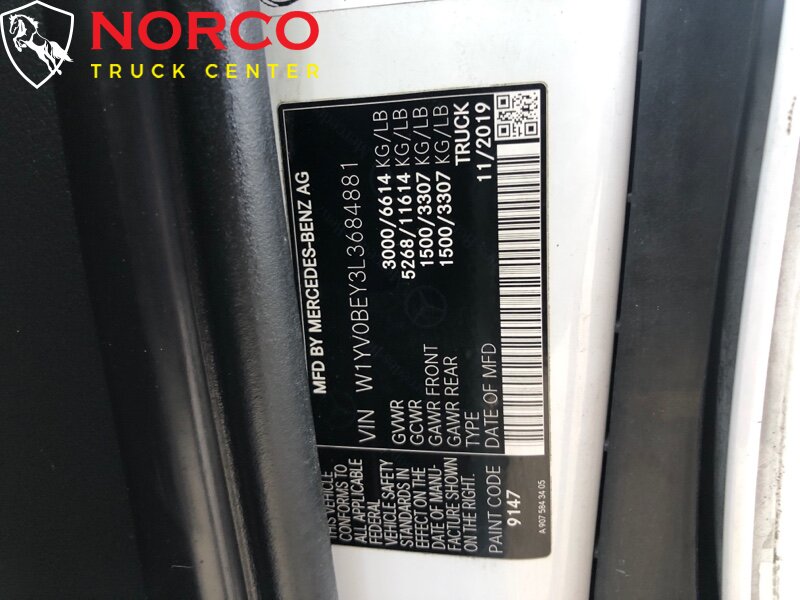 NORCO
TRUCK CENTER
MFD BY MERCEDES-BENZ AG
VIN W1YV0BEY3L3684881
GVWR 3000/6614 KG/LB
GCWR 5268/11614 KG/LB
GAWR FRONT 1500/3307 KG/LB
GAWR REAR 1500/3307 KG/LB
TYPE TRUCK
DATE OF MFD 11/2019
THIS VEHICLE
CONFORMS TO
ALL APPLICABLE
FEDERAL
VEHICLE SAFETY
STANDARDS IN
EFFECT ON THE
DATE OF MANU-
FACTURE SHOWN
ON THE RIGHT.
PAINT CODE
9147
A 907 584 34 05